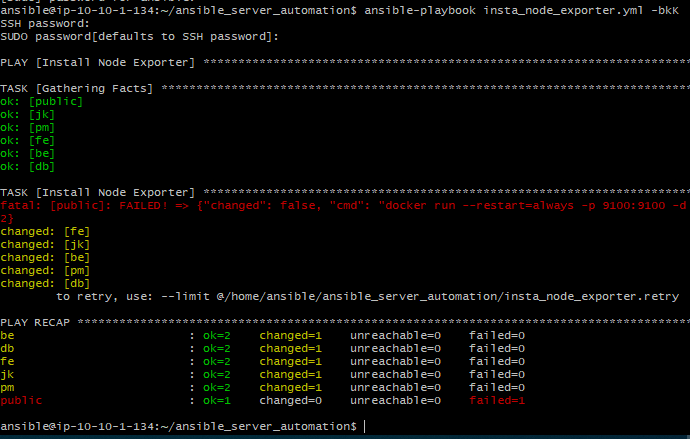 ansible@ip-10-10-1-134:~/ansible_server_automation$ ansible-playbook insta_node_exporter.yml -bkK
SSH password:
SUDO password[defaults to SSH password]:
PLAY [Install Node Exporter] **********************************************************************
TASK [Gathering Facts] ****************************************************************************
ok: [public]
ok: [jk]
ok: [pm]
ok: [fe]
ok: [be]
ok: [db]
TASK [Install Node Exporter] **********************************************************************
fatal: [public]: FAILED! => {"changed": false, "cmd": "docker run --restart=always -p 9100:9100 -d
2}
changed: [fe]
changed: [jk]
changed: [be]
changed: [pm]
changed: [db]
to retry, use: --limit @/home/ansible/ansible_server_automation/insta_node_exporter.retry
PLAY RECAP ****************************************************************************************
be : ok=2 changed=1 unreachable=0 failed=0
db : ok=2 changed=1 unreachable=0 failed=0
fe : ok=2 changed=1 unreachable=0 failed=0
jk : ok=2 changed=1 unreachable=0 failed=0
pm : ok=2 changed=1 unreachable=0 failed=0
public : ok=1 changed=0 unreachable=0 failed=1
ansible@ip-10-10-1-134:~/ansible_server_automation$